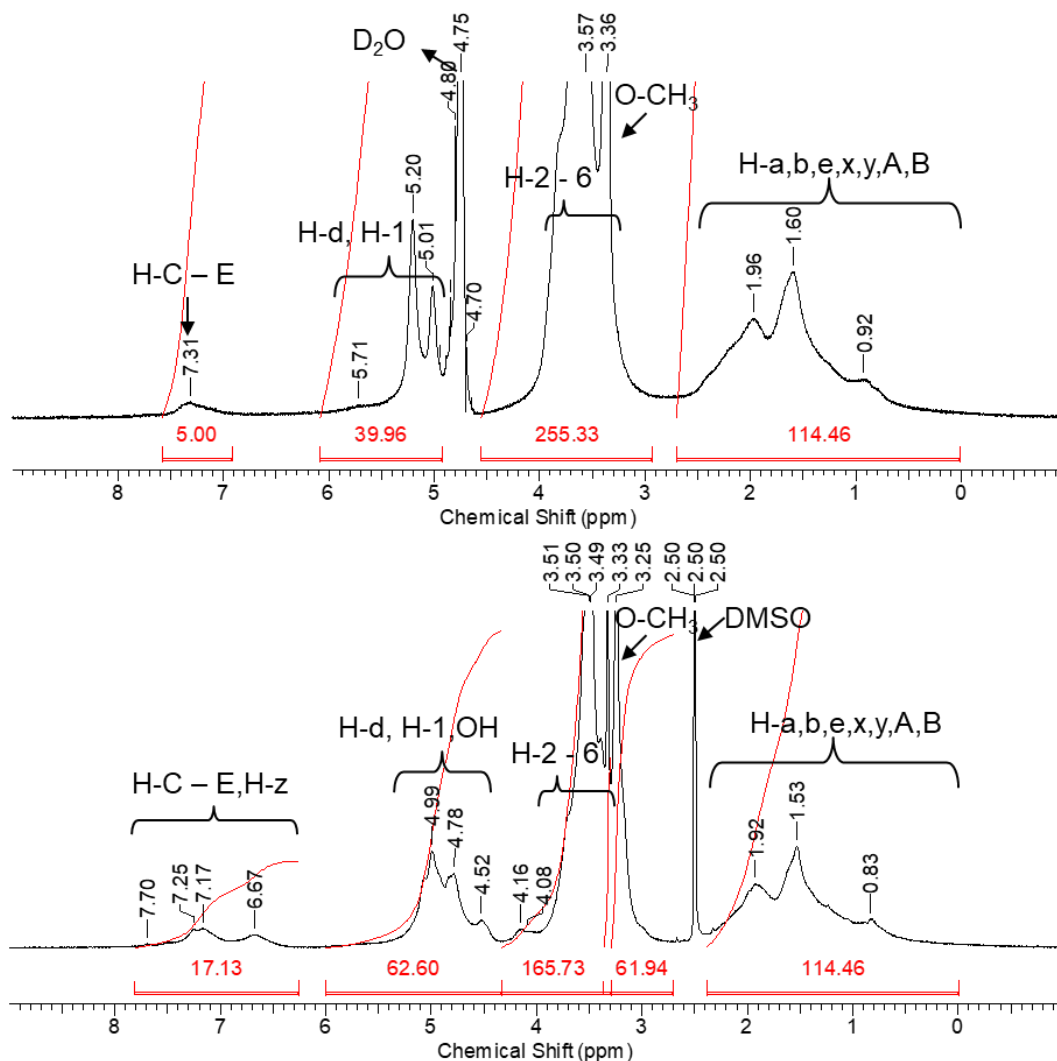 D2O
4.75
4.80
3.57
3.36
O-CH3
5.20
H-2 - 6
H-a,b,e,x,y,A,B
H-d, H-1
5.01
1.96
1.60
H-C – E
7.31
5.71
4.70
0.92
5.00
39.96
255.33
114.46
8 7 6 5 4 3 2 1 0
Chemical Shift (ppm)
3.51
3.50
3.49
3.33
3.25
2.50
2.50
2.50
O-CH3
DMSO
H-d, H-1,OH
H-2 - 6
H-a,b,e,x,y,A,B
H-C – E,H-z
4.99
4.78
4.52
4.16
4.08
1.92
1.53
0.83
7.70
7.25
7.17
6.67
17.13
62.60
165.73
61.94
114.46
8 7 6 5 4 3 2 1 0
Chemical Shift (ppm)